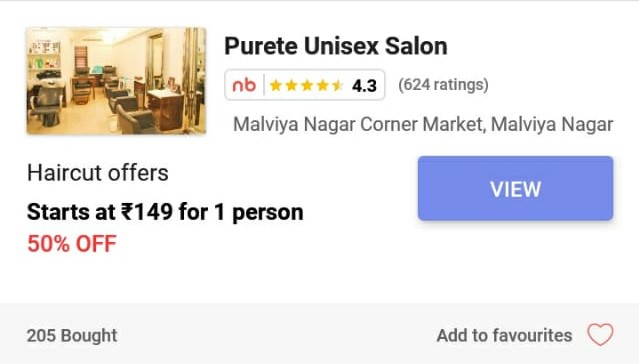 Purete Unisex Salon
nb 4.3 (624 ratings)
Malviya Nagar Corner Market, Malviya Nagar
Haircut offers
Starts at ₹149 for 1 person
50% OFF
VIEW
205 Bought
Add to favourites